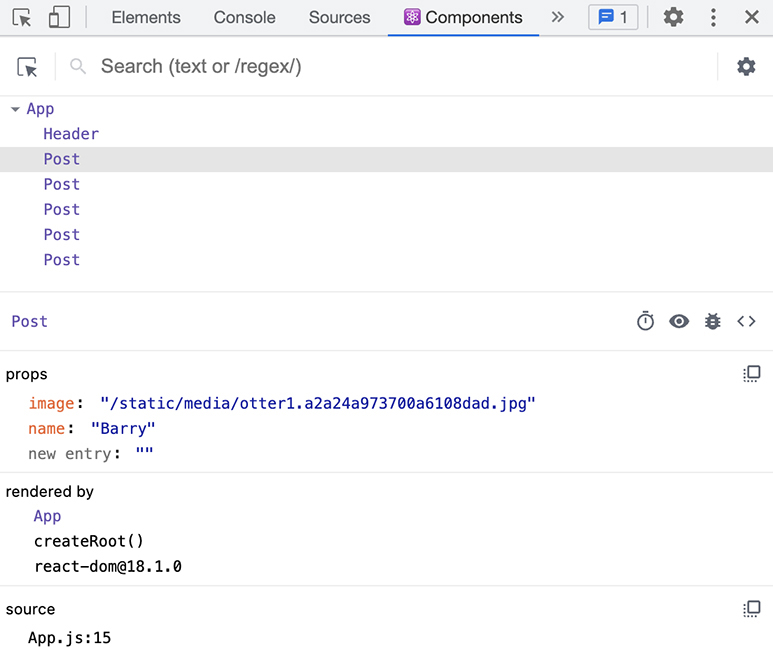 Elements Console Sources Components 1
Search (text or /regex/)
App
Header
Post
Post
Post
Post
Post
Post
props
image: "/static/media/otter1.a2a24a973700a6108dad.jpg"
name: "Barry"
new entry: ""
rendered by
App
createRoot()
react-dom@18.1.0
source
App.js:15